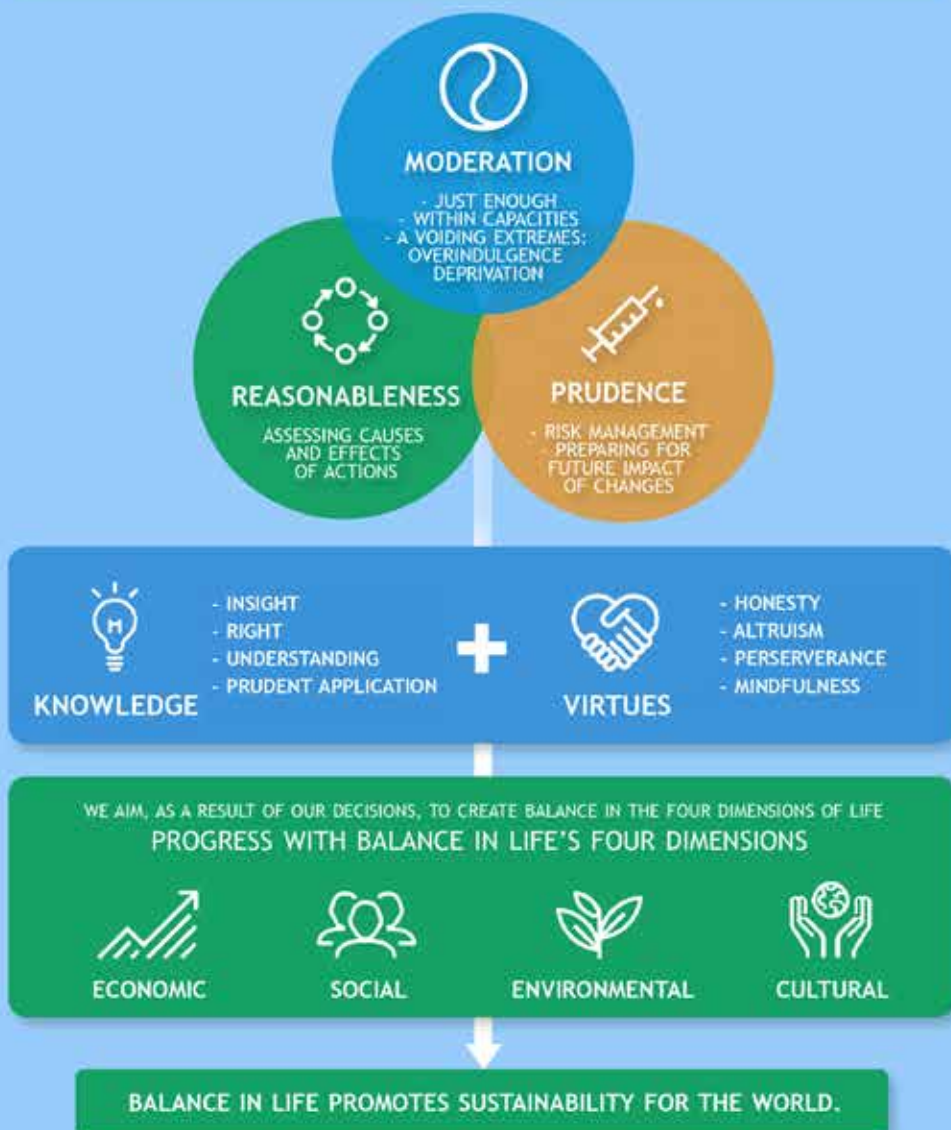 MODERATION
- JUST ENOUGH
- WITHIN CAPACITIES
- A VOIDING EXTREMES:
OVERINDULGENCE
DEPRIVATION
REASONABLENESS
ASSESSING CAUSES
AND EFFECTS
OF ACTIONS
PRUDENCE
- RISK MANAGEMENT
- PREPARING FOR
FUTURE IMPACT
OF CHANGES
KNOWLEDGE
- INSIGHT
- RIGHT
- UNDERSTANDING
- PRUDENT APPLICATION
+
VIRTUES
- HONESTY
- ALTRUISM
- PERSERVERANCE
- MINDFULNESS
WE AIM, AS A RESULT OF OUR DECISIONS, TO CREATE BALANCE IN THE FOUR DIMENSIONS OF LIFE
PROGRESS WITH BALANCE IN LIFE'S FOUR DIMENSIONS
ECONOMIC
SOCIAL
ENVIRONMENTAL
CULTURAL
BALANCE IN LIFE PROMOTES SUSTAINABILITY FOR THE WORLD.